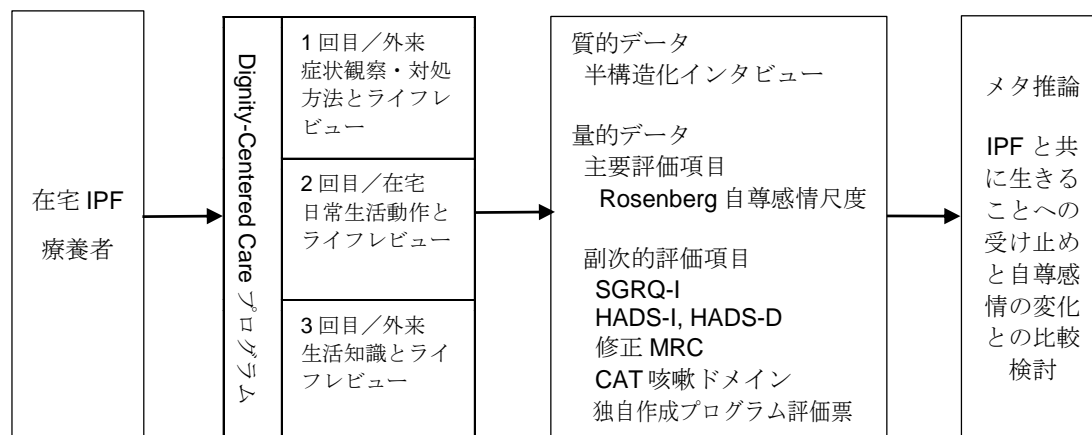 在宅 IPF
療養者
Dignity-Centered Care プログラム
1 回目／外来
症状観察・対処
方法とライフレ
ビュー
2 回目／在宅
日常生活動作と
ライフレビュー
3 回目／外来
生活知識とライ
フレビュー
質的データ
半構造化インタビュー
量的データ
主要評価項目
Rosenberg 自尊感情尺度
副次的評価項目
SGRQ-I
HADS-I, HADS-D
修正 MRC
CAT 咳嗽ドメイン
独自作成プログラム評価票
メタ推論
IPF と共
に生きる
ことへの
受け止め
と自尊感
情の変化
との比較
検討